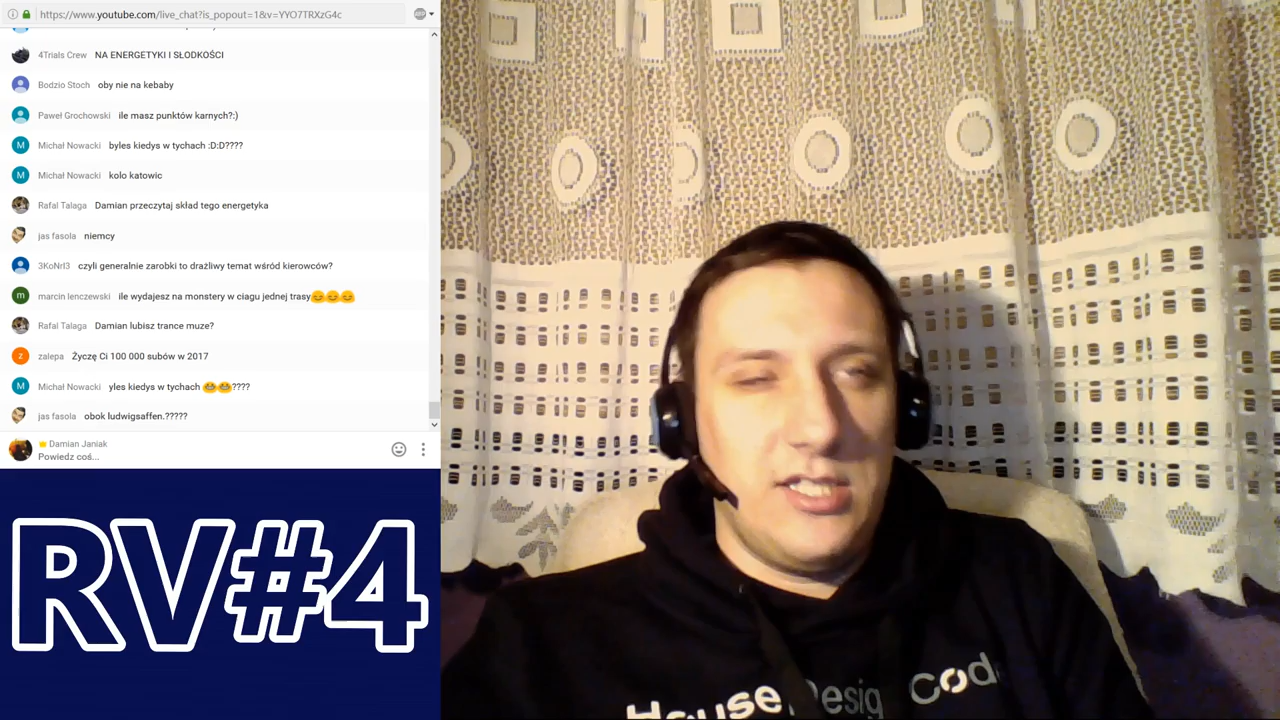 https://www.youtube.com/live_chat?is_popout=1&v=YYO7TRXzG4c
4Trials Crew NA ENERGETYKI I SŁODKOŚCI
Bodzio Stoch oby nie na kebaby
Paweł Grochowski ile masz punktów karnych?:)
M Michał Nowacki byles kiedys w tychach :D:D????
M Michał Nowacki kolo katowic
Rafal Talaga Damian przeczytaj skład tego energetyka
jas fasola niemcy
3KoNrI3 czyli generalnie zarobki to drażliwy temat wśród kierowców?
m marcin lenczewski ile wydajesz na monstery w ciagu jednej trasy😊😊😊
Rafal Talaga Damian lubisz trance muze?
z zalepa Życzę Ci 100 000 subów w 2017
M Michał Nowacki yles kiedys w tychach 😂😂????
jas fasola obok ludwigsaffen.?????
Damian Janiak
Powiedz coś...
RV#4
House Desig Code